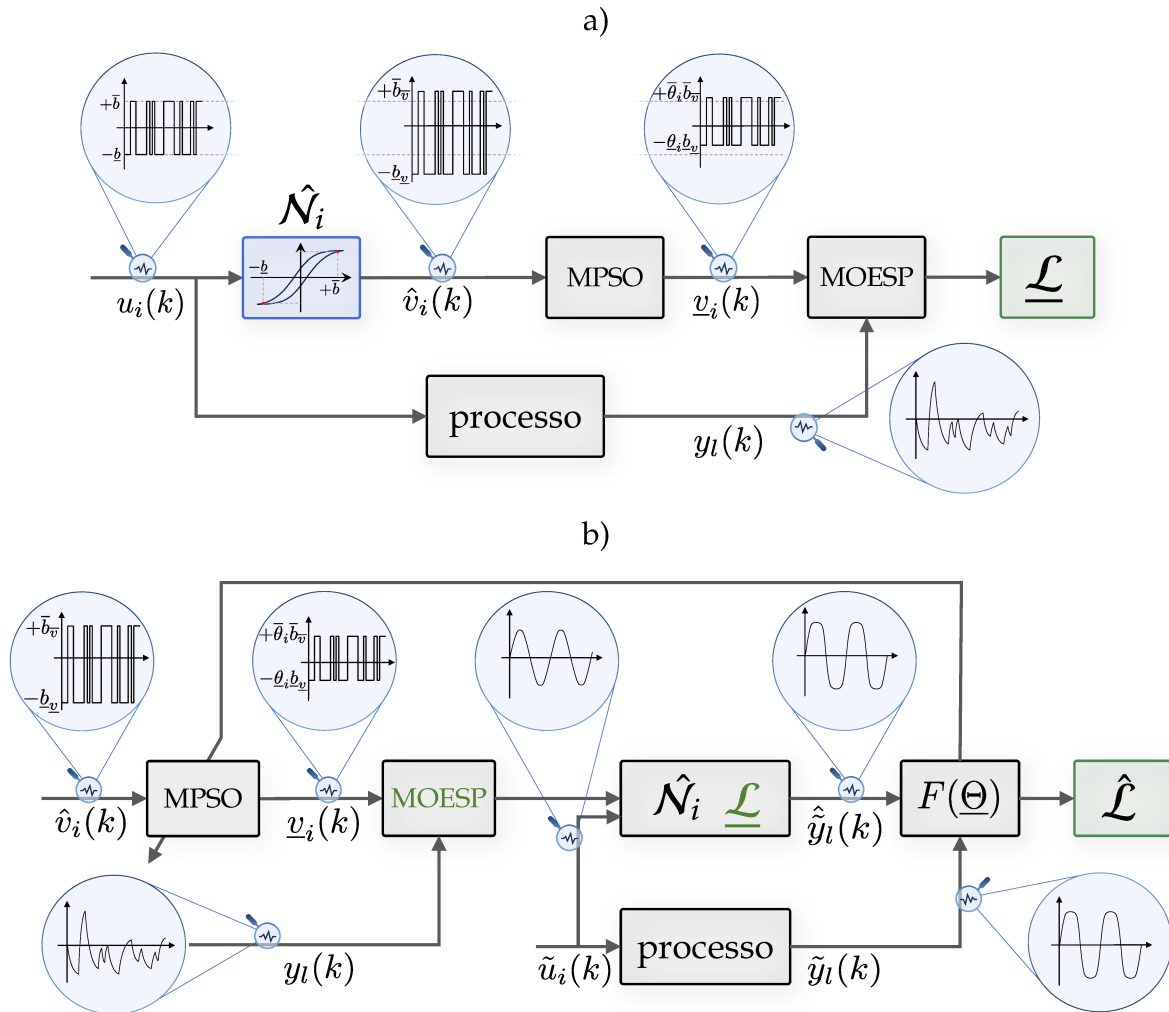 a)
+b̅
−b̲
+b̅_v̅
−b̲_v̲
+θ̅_i b̅_v̅
−θ̲_i b̲_v̲
𝒩̂_i
−b̲
+b̅
MPSO
MOESP
ℒ̲
u_i(k)
v̂_i(k)
v̲_i(k)
processo
y_l(k)
b)
+b̅_v̅
−b̲_v̲
+θ̅_i b̅_v̅
−θ̲_i b̲_v̲
MPSO
MOESP
𝒩̂_i ℒ̲
F(Θ̲)
ℒ̂
v̂_i(k)
v̲_i(k)
ỹ̂_l(k)
y_l(k)
ũ_i(k)
processo
ỹ_l(k)